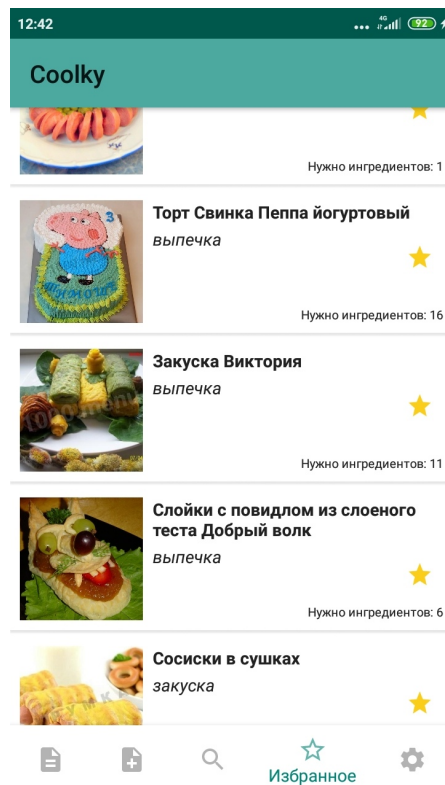 12:42
4G
92
Coolky
Нужно ингредиентов: 1
Торт Свинка Пеппа йогуртовый
выпечка
3
Нужно ингредиентов: 16
Закуска Виктория
выпечка
Нужно ингредиентов: 11
Слойки с повидлом из слоеного
теста Добрый волк
выпечка
Нужно ингредиентов: 6
Сосиски в сушках
закуска
Избранное